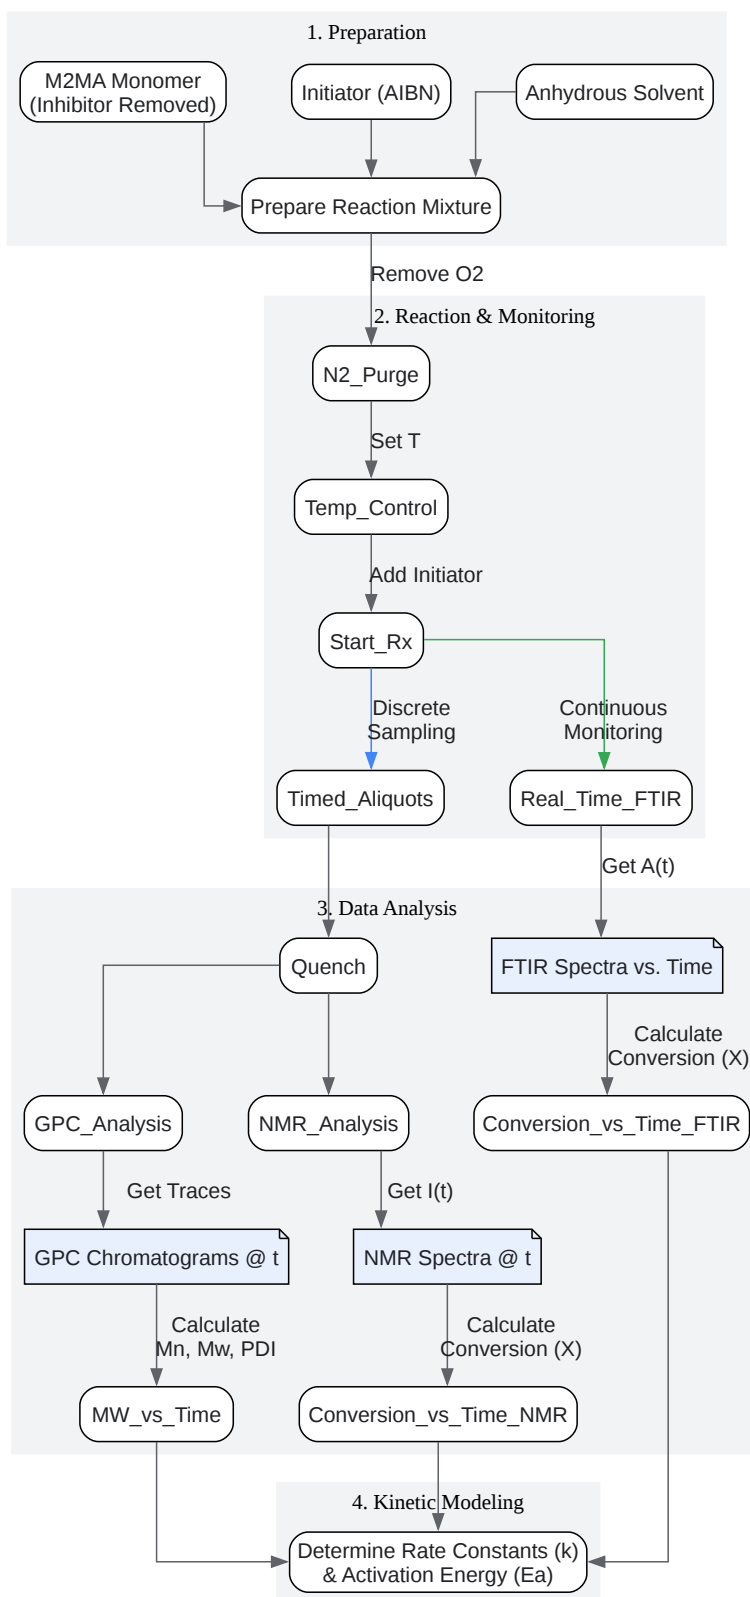 1. Preparation
M2MA Monomer
(Inhibitor Removed)
Initiator (AIBN)
Anhydrous Solvent
Prepare Reaction Mixture
Remove O2
2. Reaction & Monitoring
N2_Purge
Set T
Temp_Control
Add Initiator
Start_Rx
Discrete
Sampling
Continuous
Monitoring
Timed_Aliquots
Real_Time_FTIR
Get A(t)
3. Data Analysis
Quench
FTIR Spectra vs. Time
Calculate
Conversion (X)
GPC_Analysis
NMR_Analysis
Conversion_vs_Time_FTIR
Get Traces
Get I(t)
GPC Chromatograms @ t
NMR Spectra @ t
Calculate
Mn, Mw, PDI
Calculate
Conversion (X)
MW_vs_Time
Conversion_vs_Time_NMR
4. Kinetic Modeling
Determine Rate Constants (k)
& Activation Energy (Ea)